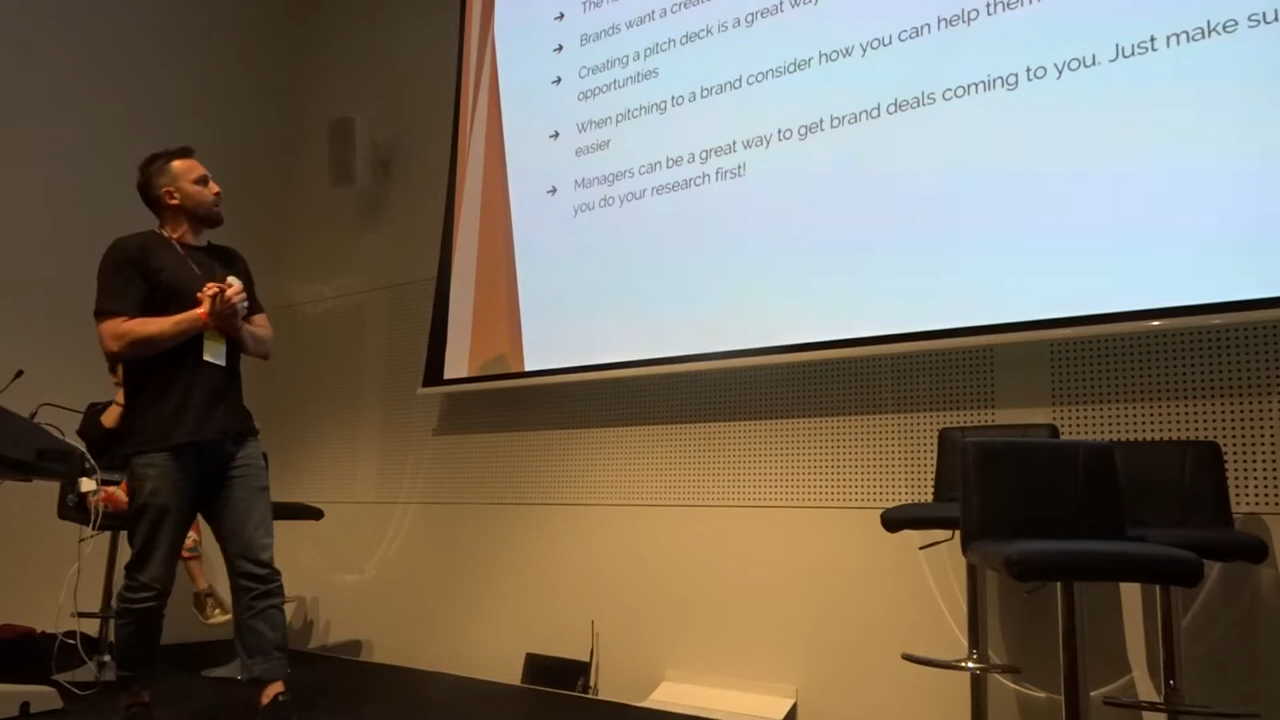 The
Brands want a creat
Creating a pitch deck is a great way
opportunities
When pitching to a brand consider how you can help them
easier
Managers can be a great way to get brand deals coming to you. Just make su
you do your research first!